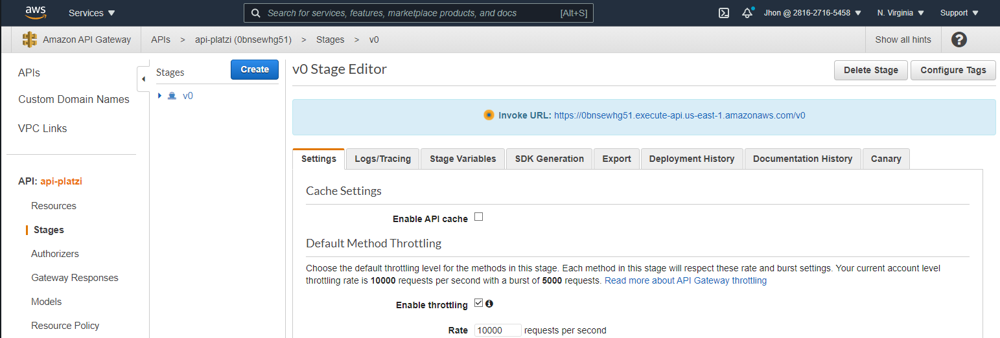 aws Services Search for services, features, marketplace products, and docs [Alt+S] Jhon @ 2816-2716-5458 N. Virginia Support
Amazon API Gateway APIs > api-platzi (0bnsewhg51) > Stages > v0 Show all hints ?
APIs
Custom Domain Names
VPC Links
API: api-platzi
Resources
Stages
Authorizers
Gateway Responses
Models
Resource Policy
Stages Create
v0
v0 Stage Editor Delete Stage Configure Tags
Invoke URL: https://0bnsewhg51.execute-api.us-east-1.amazonaws.com/v0
Settings Logs/Tracing Stage Variables SDK Generation Export Deployment History Documentation History Canary
Cache Settings
Enable API cache
Default Method Throttling
Choose the default throttling level for the methods in this stage. Each method in this stage will respect these rate and burst settings. Your current account level
throttling rate is 10000 requests per second with a burst of 5000 requests. Read more about API Gateway throttling
Enable throttling
Rate 10000 requests per second